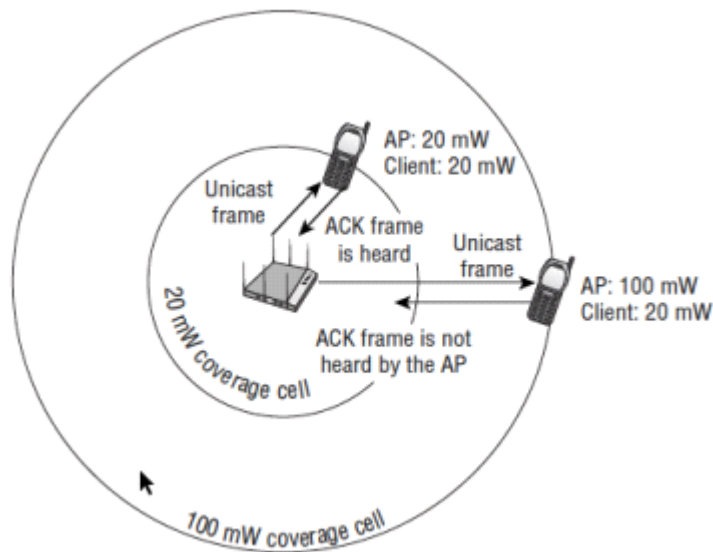 AP: 20 mW
Client: 20 mW
Unicast
frame
ACK frame
is heard
Unicast
frame
AP: 100 mW
Client: 20 mW
ACK frame is not
heard by the AP
20 mW coverage cell
100 mW coverage cell